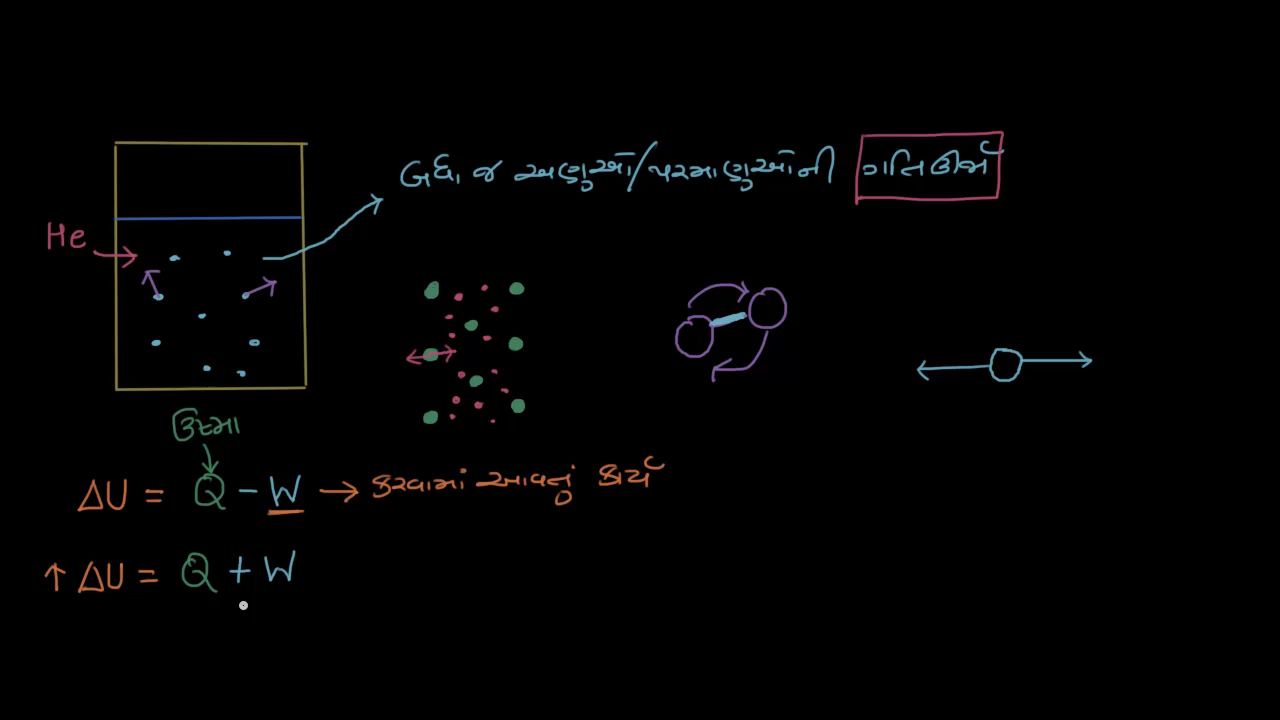 બધા જ અણુઓ/પરમાણુઓની ગતિઊર્જા
He
ઉષ્મા
ΔU = Q − W → કરવામાં આવતું કાર્ય
↑ ΔU = Q + W